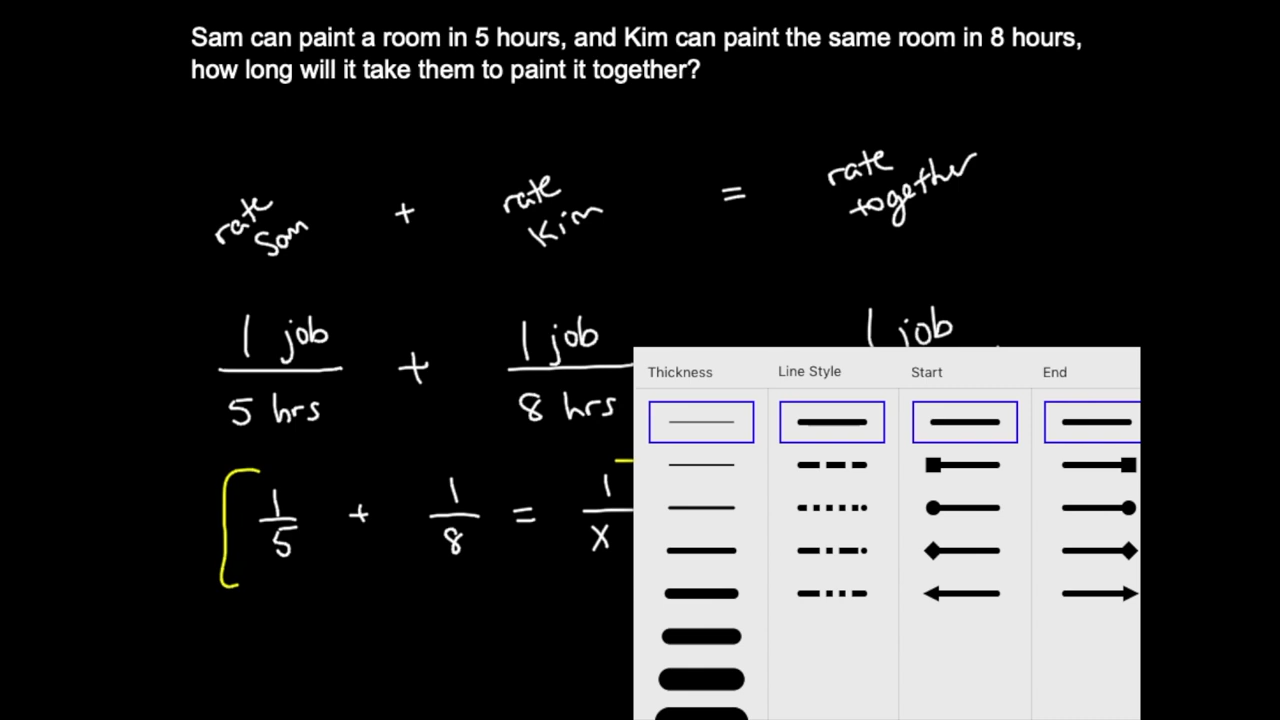 Sam can paint a room in 5 hours, and Kim can paint the same room in 8 hours,
how long will it take them to paint it together?
rate Sam + rate Kim = rate together
1 job / 5 hrs + 1 job / 8 hrs 1 job
Thickness Line Style Start End
1/5 + 1/8 = 1/x